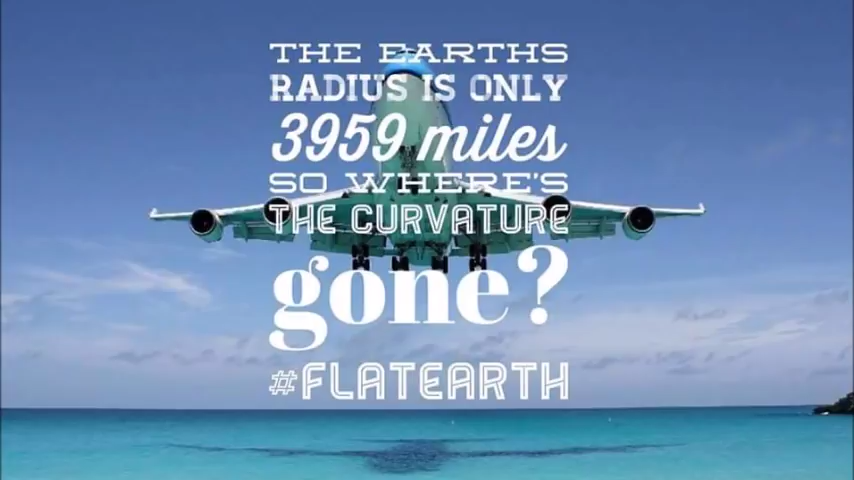 THE EARTHS
RADIUS IS ONLY
3959 miles
SO WHERE'S
THE CURVATURE
gone?
#FLATEARTH